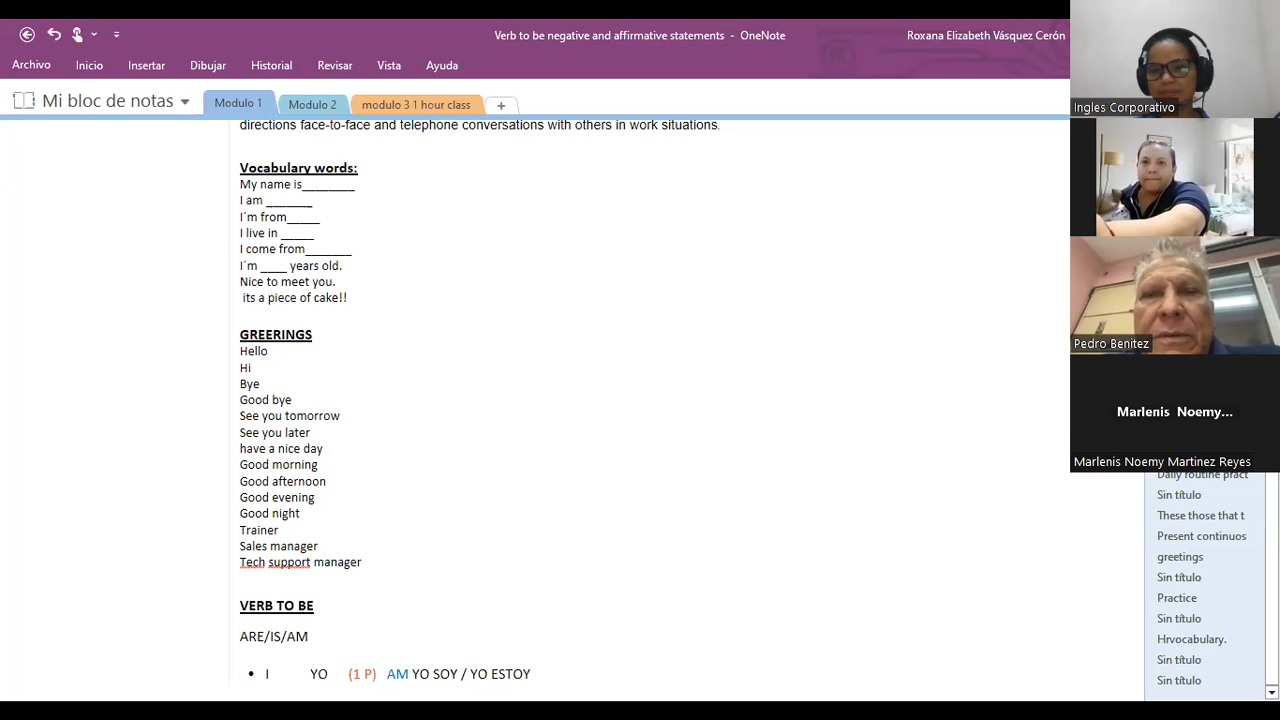 Verb to be negative and affirmative statements - OneNote
Roxana Elizabeth Vásquez Cerón
Archivo Inicio Insertar Dibujar Historial Revisar Vista Ayuda
Mi bloc de notas
Modulo 1
Modulo 2
modulo 3 1 hour class
+
directions face-to-face and telephone conversations with others in work situations.
Vocabulary words:
My name is________
I am _______
I´m from_____
I live in _____
I come from_______
I´m ____ years old.
Nice to meet you.
its a piece of cake!!
GREERINGS
Hello
Hi
Bye
Good bye
See you tomorrow
See you later
have a nice day
Good morning
Good afternoon
Good evening
Good night
Trainer
Sales manager
Tech support manager
VERB TO BE
ARE/IS/AM
• I YO (1 P) AM YO SOY / YO ESTOY
Ingles Corporativo
Pedro Benitez
Marlenis Noemy...
Marlenis Noemy Martinez Reyes
Daily routine pract
Sin título
These those that t
Present continuos
greetings
Sin título
Practice
Sin título
Hrvocabulary.
Sin título
Sin título